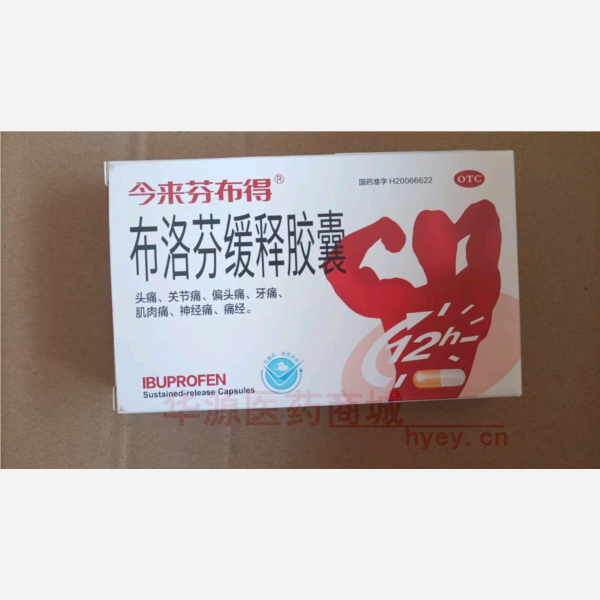 今来芬布得®
国药准字 H20066622
OTC
布洛芬缓释胶囊
头痛、关节痛、偏头痛、牙痛、
肌肉痛、神经痛、痛经。
12h
IBUPROFEN
Sustained-release Capsules
华源医药商城
hyey.cn